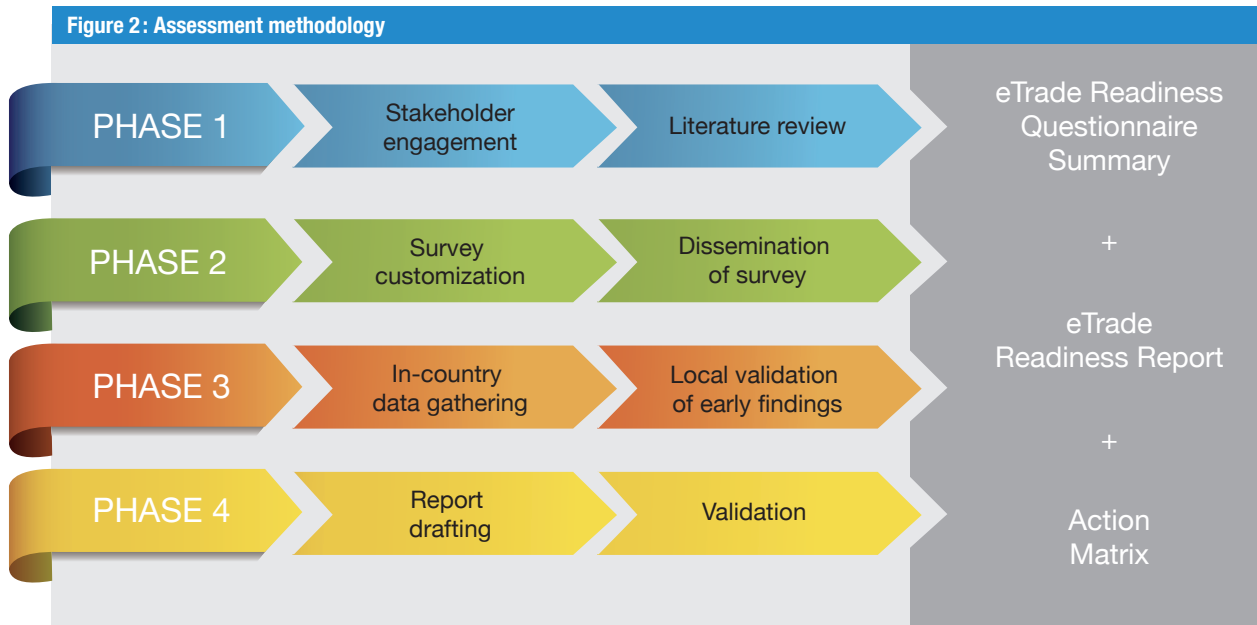 Figure 2: Assessment methodology
PHASE 1
Stakeholder
engagement
Literature review
PHASE 2
Survey
customization
Dissemination
of survey
PHASE 3
In-country
data gathering
Local validation
of early findings
PHASE 4
Report
drafting
Validation
eTrade Readiness
Questionnaire
Summary
+
eTrade
Readiness Report
+
Action
Matrix